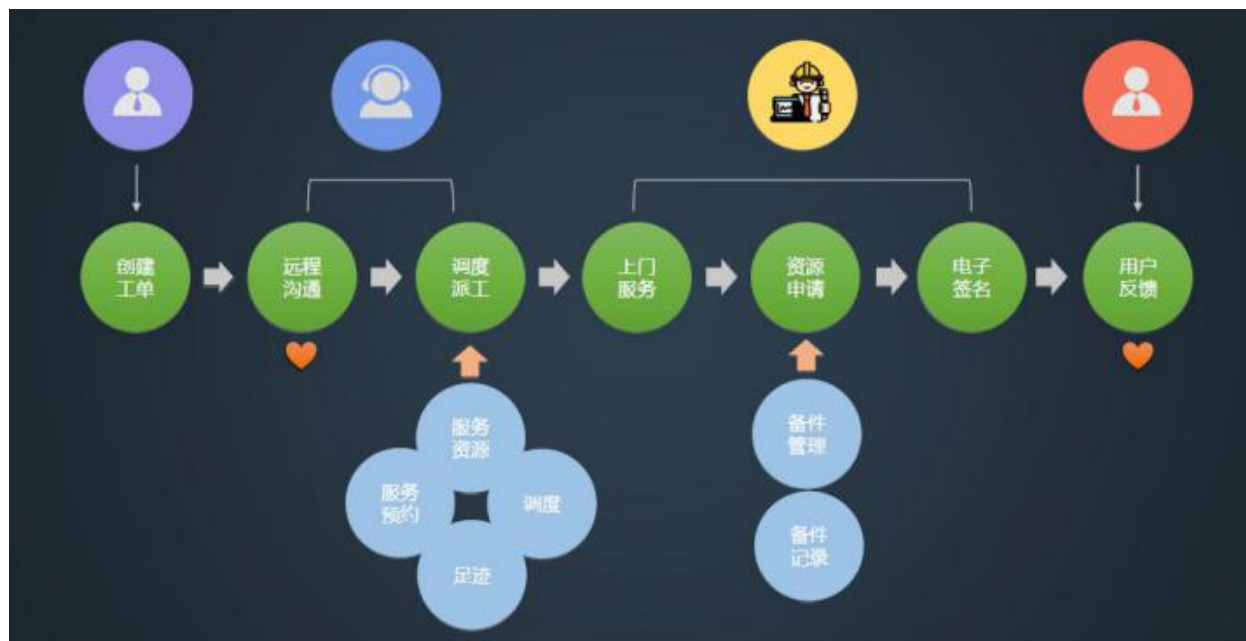 创建
工单
远程
沟通
调度
派工
上门
服务
资源
申请
电子
签名
用户
反馈
服务
资源
服务
预约
调度
足迹
备件
管理
备件
记录